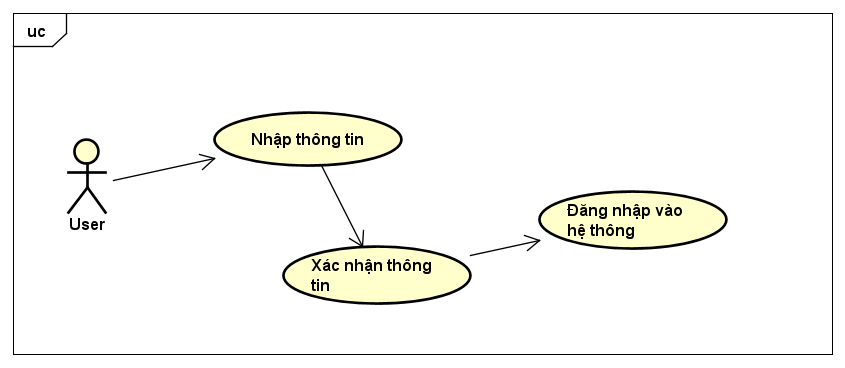 uc
Nhập thông tin
User
Đăng nhập vào
hệ thông
Xác nhận thông
tin